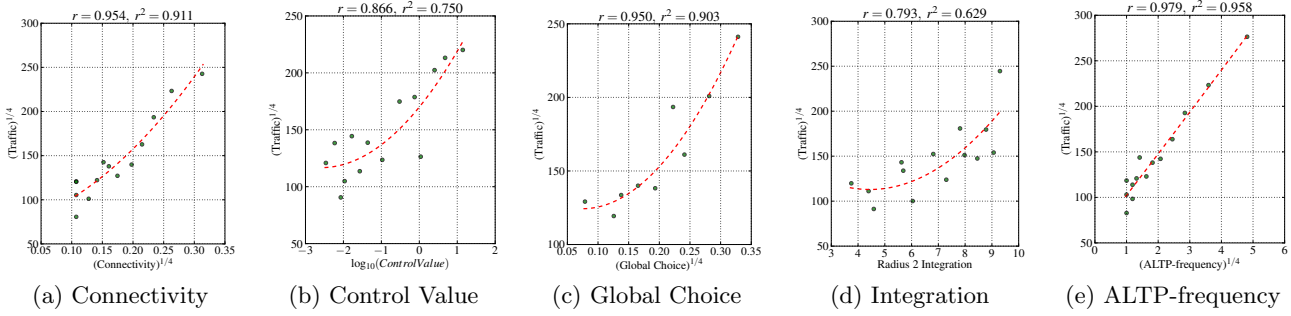 r = 0.954, r² = 0.911
300
250
200
150
100
50
(Traffic)^{1/4}
0.05 0.10 0.15 0.20 0.25 0.30 0.35
(Connectivity)^{1/4}
(a) Connectivity
r = 0.866, r² = 0.750
250
200
150
100
50
(Traffic)^{1/4}
−3 −2 −1 0 1 2
log₁₀(ControlValue)
(b) Control Value
r = 0.950, r² = 0.903
250
200
150
100
(Traffic)^{1/4}
0.05 0.10 0.15 0.20 0.25 0.30 0.35
(Global Choice)^{1/4}
(c) Global Choice
r = 0.793, r² = 0.629
300
250
200
150
100
50
(Traffic)^{1/4}
3 4 5 6 7 8 9 10
Radius 2 Integration
(d) Integration
r = 0.979, r² = 0.958
300
250
200
150
100
50
(Traffic)^{1/4}
0 1 2 3 4 5 6
(ALTP-frequency)^{1/4}
(e) ALTP-frequency